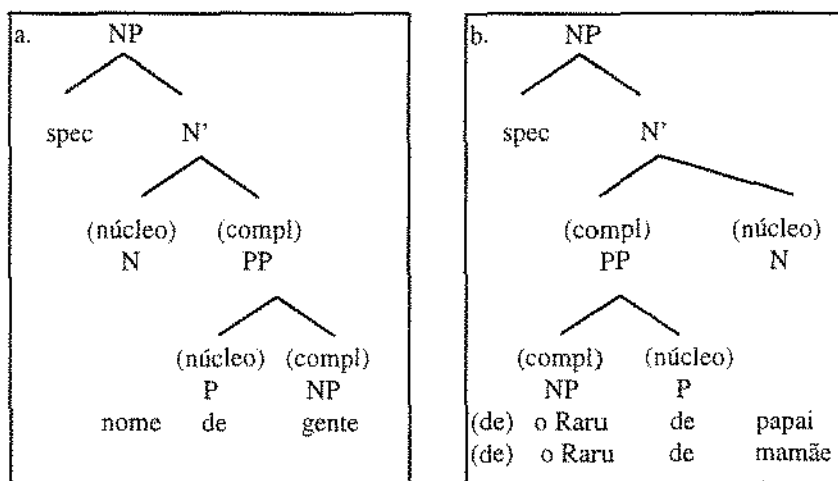 a. NP
spec N'
(núcleo) (compl)
N PP
(núcleo) (compl)
P NP
nome de gente
b. NP
spec N'
(compl) (núcleo)
PP N
(compl) (núcleo)
NP P
(de) o Raru de papai
(de) o Raru de mamãe